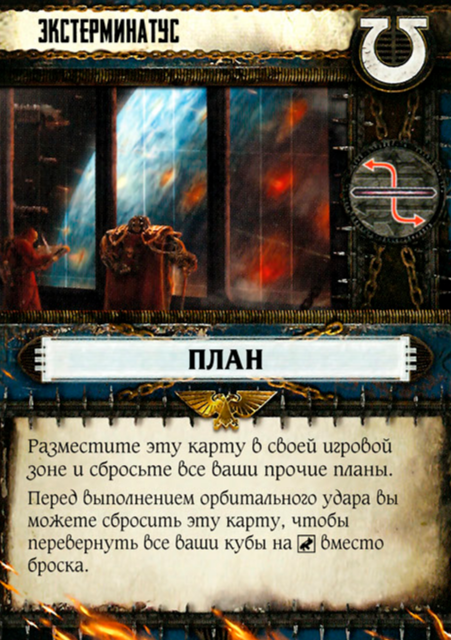 ЭКСТЕРМИНАТУС
ПЛАН
Разместите эту карту в своей игровой
зоне и сбросьте все ваши прочие планы.
Перед выполнением орбитального удара вы
можете сбросить эту карту, чтобы
перевернуть все ваши кубы на вместо
броска.